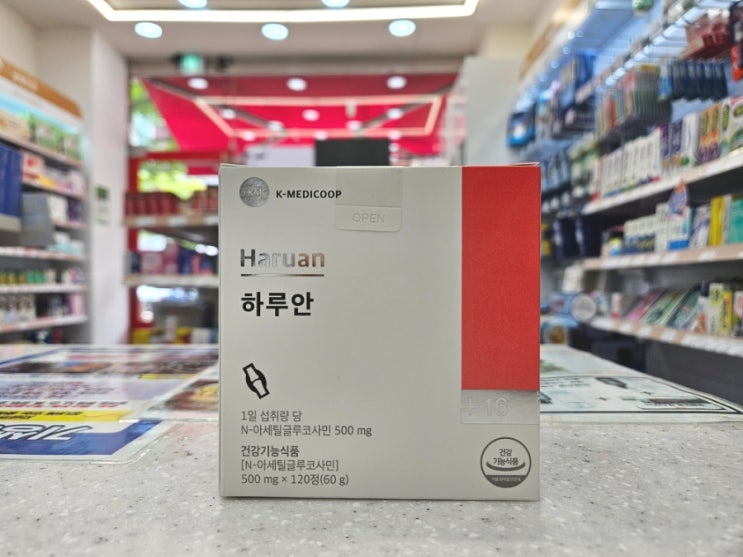 K-MEDICOOP
OPEN
Haruan
하루안
+16
1일 섭취량 당
N-아세틸글루코사민 500 mg
건강기능식품
[N-아세틸글루코사민]
500 mg × 120정(60 g)
건강
기능식품